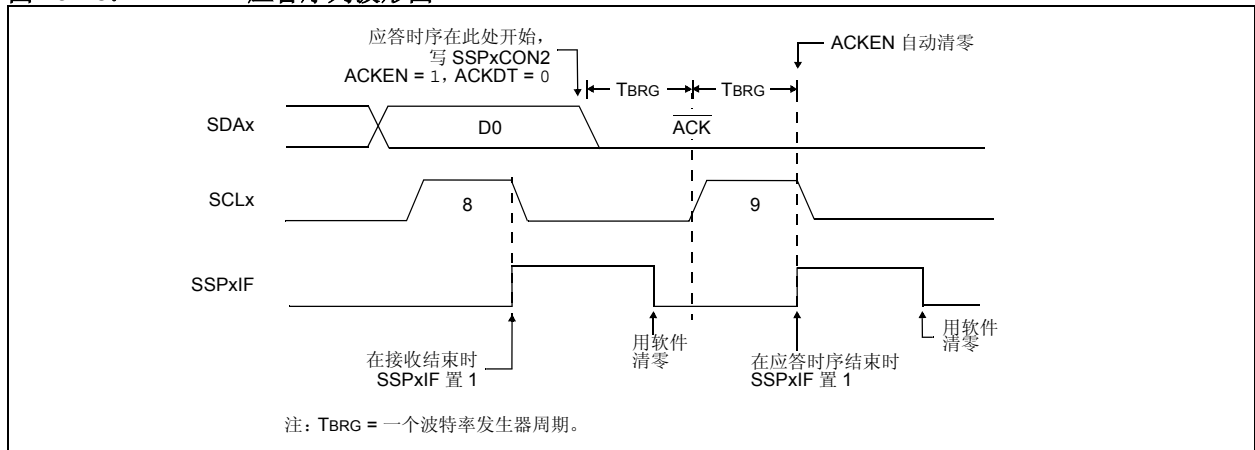 应答时序在此处开始，
写 SSPxCON2
ACKEN = 1，ACKDT = 0
ACKEN 自动清零
TBRG
TBRG
SDAx
D0
ACK
SCLx
8
9
SSPxIF
在接收结束时
SSPxIF 置 1
用软件
清零
在应答时序结束时
SSPxIF 置 1
用软件
清零
注：TBRG = 一个波特率发生器周期。